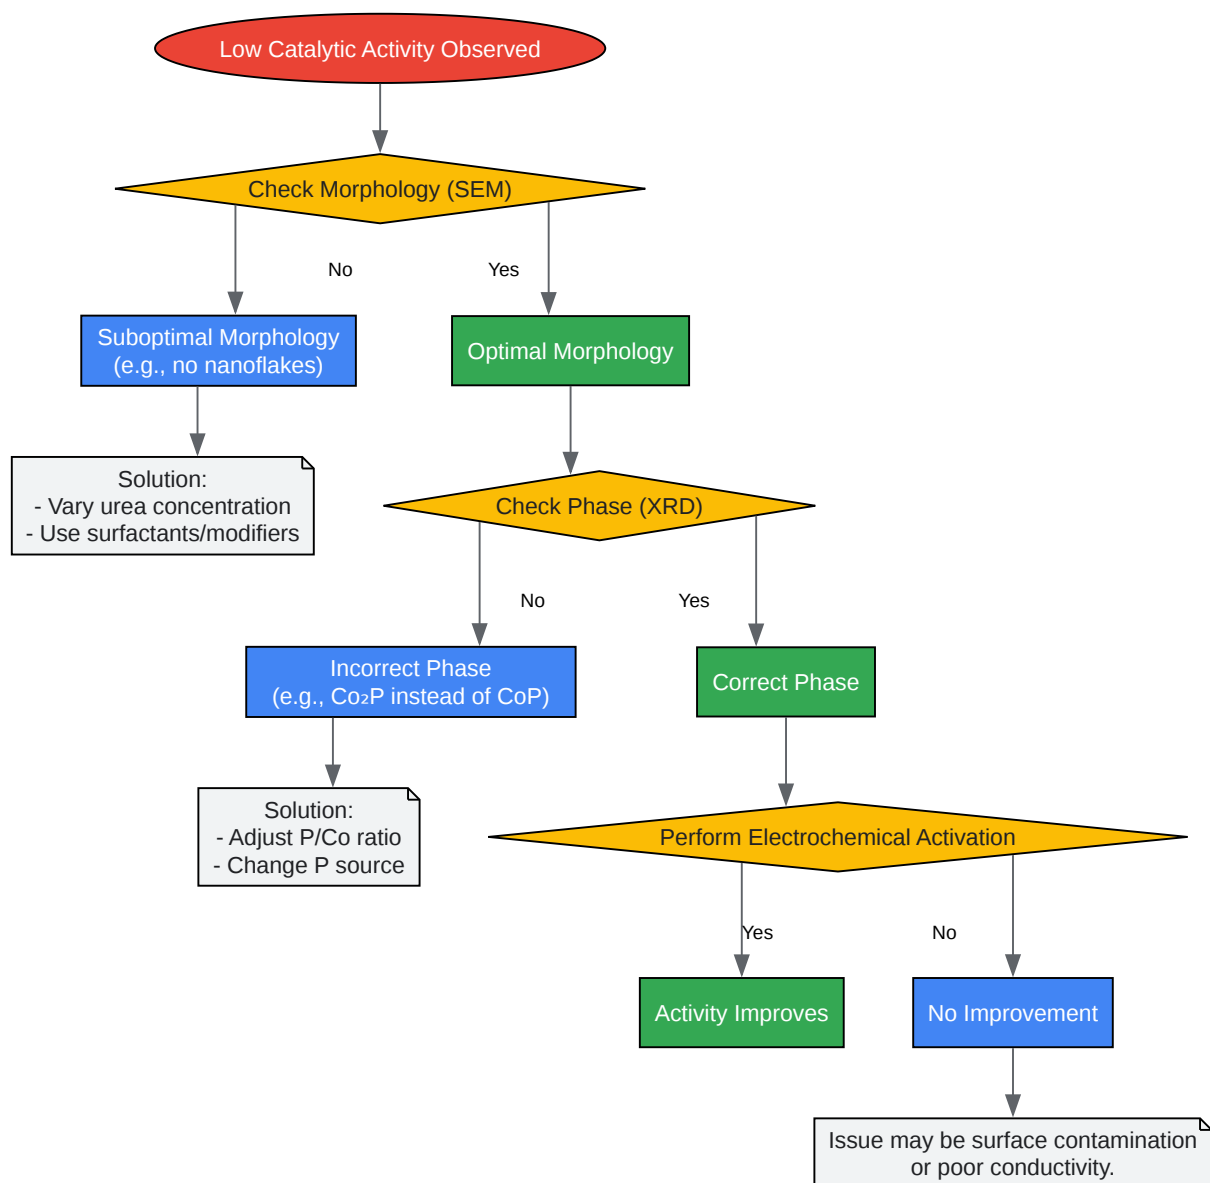 Low Catalytic Activity Observed
Check Morphology (SEM)
No
Yes
Suboptimal Morphology
(e.g., no nanoflakes)
Optimal Morphology
Solution:
- Vary urea concentration
- Use surfactants/modifiers
Check Phase (XRD)
No
Yes
Incorrect Phase
(e.g., Co₂P instead of CoP)
Correct Phase
Solution:
- Adjust P/Co ratio
- Change P source
Perform Electrochemical Activation
Yes
No
Activity Improves
No Improvement
Issue may be surface contamination
or poor conductivity.